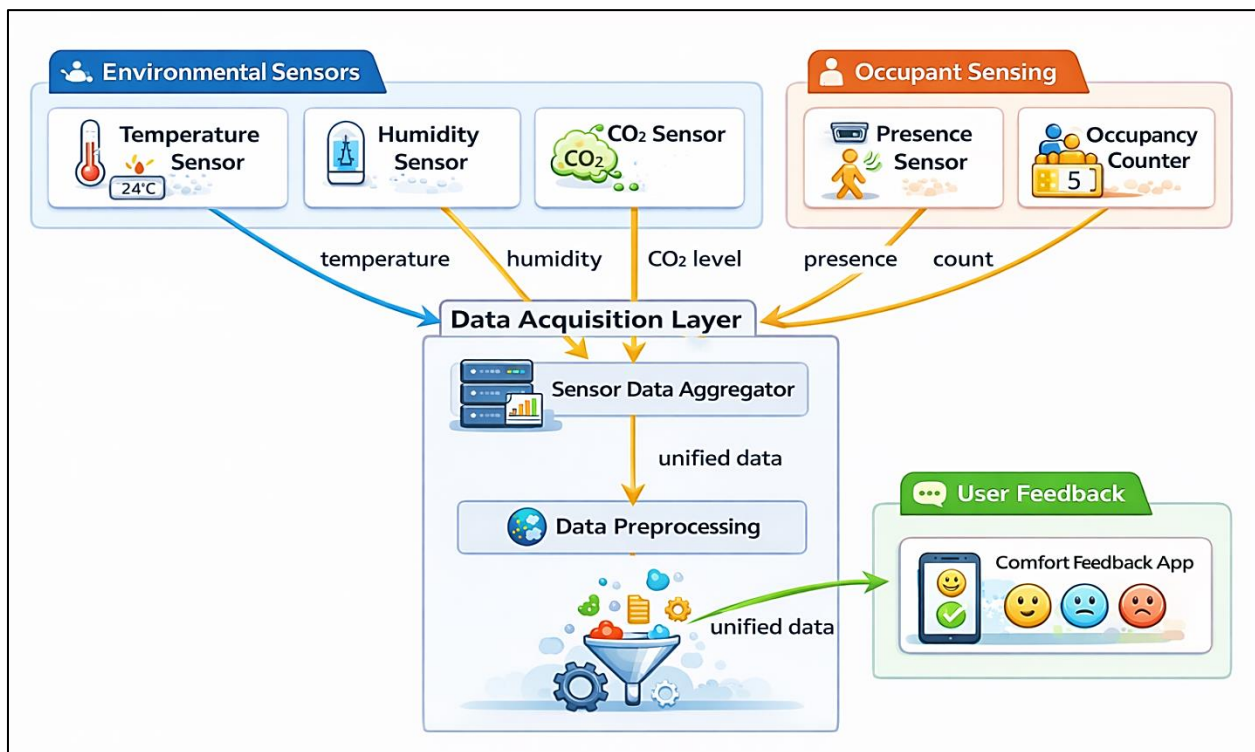 Environmental Sensors
Occupant Sensing
Temperature
Sensor
24°C
Humidity
Sensor
CO₂ Sensor
CO₂
Presence
Sensor
Occupancy
Counter
5
temperature
humidity
CO₂ level
presence
count
Data Acquisition Layer
Sensor Data Aggregator
unified data
Data Preprocessing
User Feedback
Comfort Feedback App
unified data